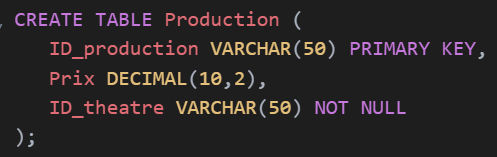 CREATE TABLE Production (
ID_production VARCHAR(50) PRIMARY KEY,
Prix DECIMAL(10,2),
ID_theatre VARCHAR(50) NOT NULL
);